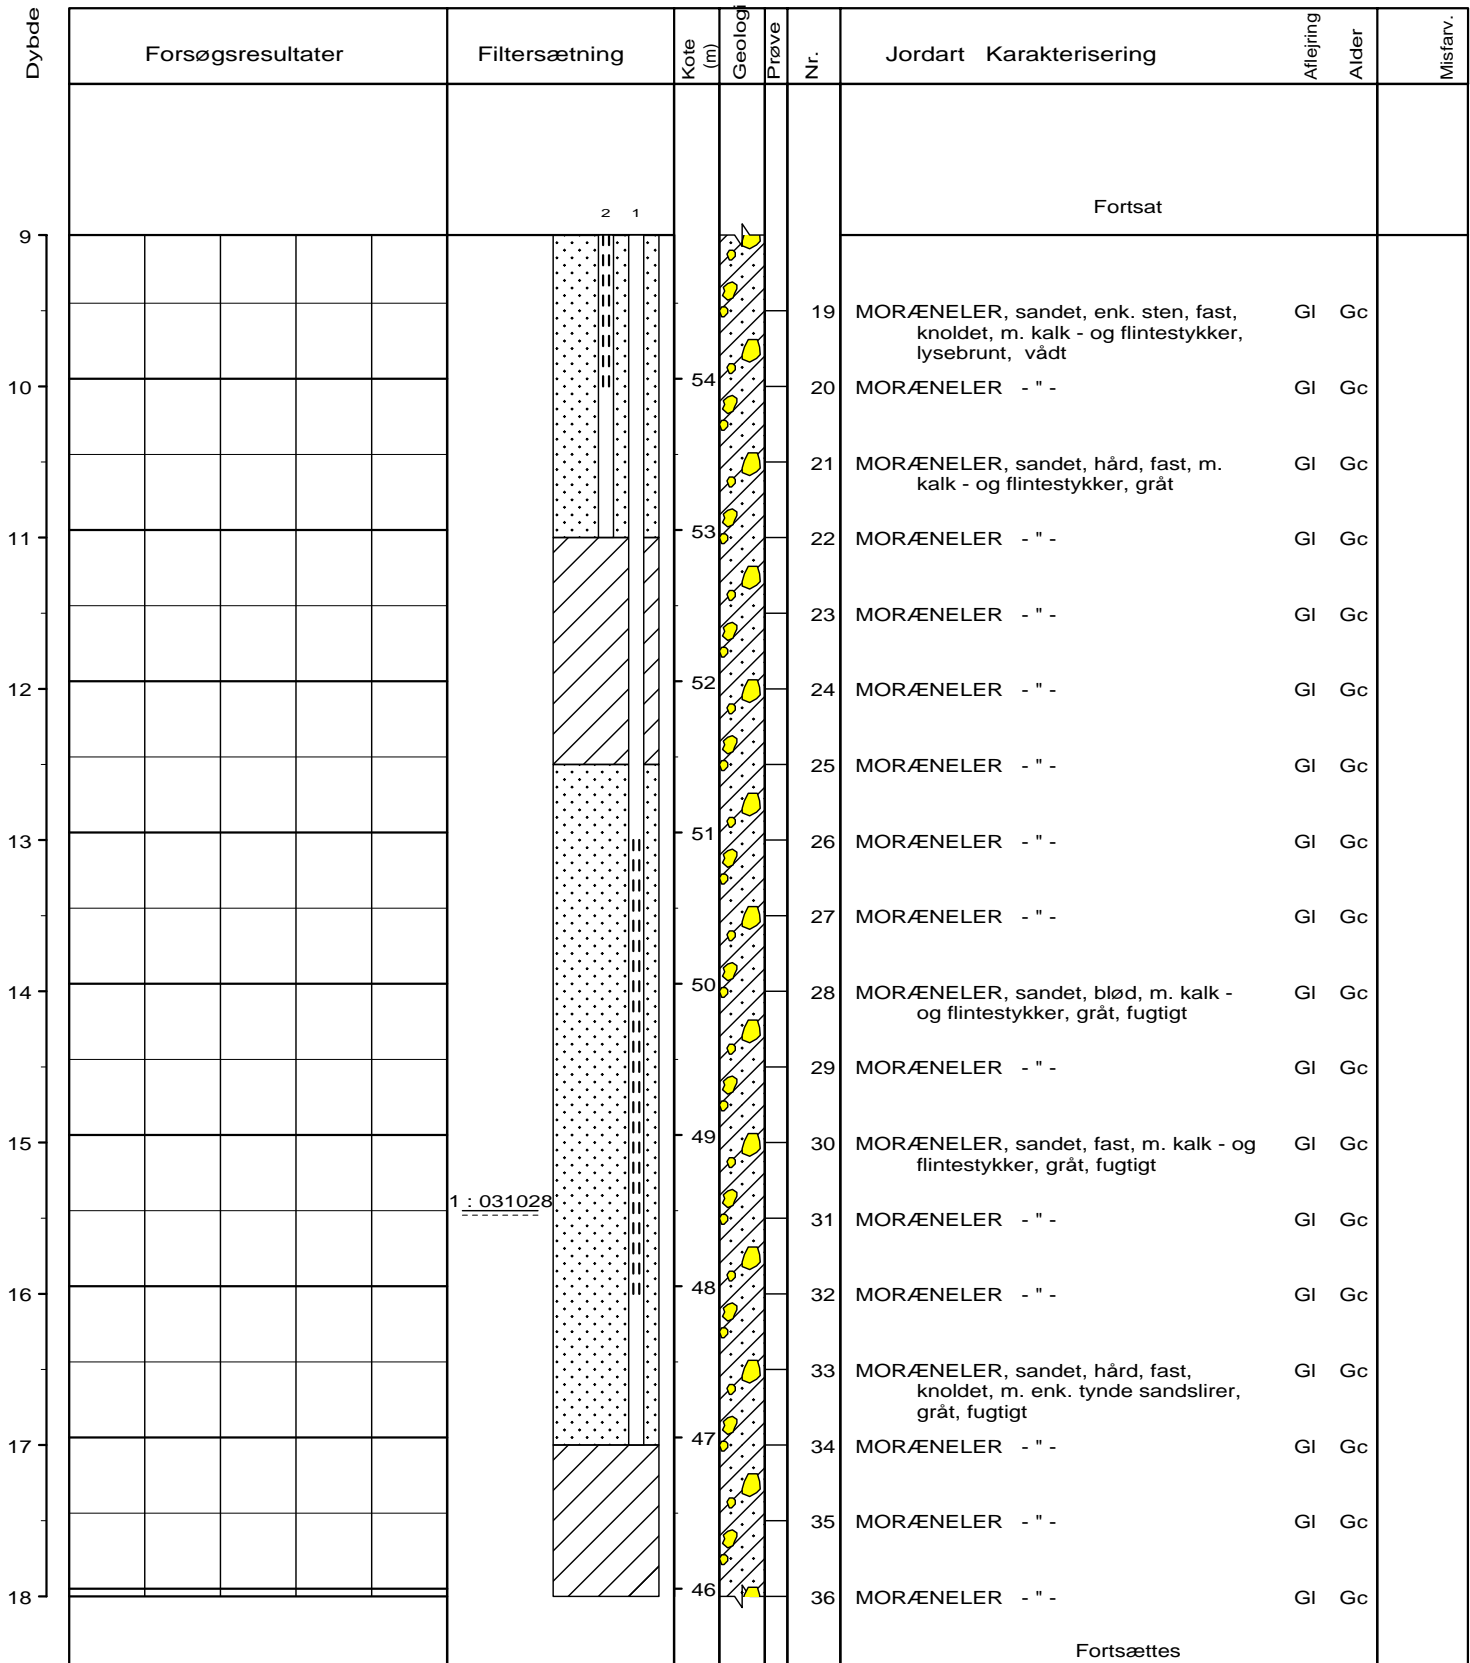 Dybde
Forsøgsresultater
Filtersætning
Kote
(m)
Geologi
Prøve
Nr.
Jordart Karakterisering
Aflejring
Alder
Misfarv.
Fortsat
2 1
9
19 MORÆNELER, sandet, enk. sten, fast, Gl Gc
knoldet, m. kalk - og flintestykker,
lysebrunt, vådt
10 54 20 MORÆNELER - " - Gl Gc
21 MORÆNELER, sandet, hård, fast, m. Gl Gc
kalk - og flintestykker, gråt
11 53 22 MORÆNELER - " - Gl Gc
23 MORÆNELER - " - Gl Gc
12 52 24 MORÆNELER - " - Gl Gc
25 MORÆNELER - " - Gl Gc
13 51 26 MORÆNELER - " - Gl Gc
27 MORÆNELER - " - Gl Gc
14 50 28 MORÆNELER, sandet, blød, m. kalk - Gl Gc
og flintestykker, gråt, fugtigt
29 MORÆNELER - " - Gl Gc
15 49 30 MORÆNELER, sandet, fast, m. kalk - og Gl Gc
flintestykker, gråt, fugtigt
1 : 031028
31 MORÆNELER - " - Gl Gc
16 48 32 MORÆNELER - " - Gl Gc
33 MORÆNELER, sandet, hård, fast, Gl Gc
knoldet, m. enk. tynde sandslirer,
gråt, fugtigt
17 47 34 MORÆNELER - " - Gl Gc
35 MORÆNELER - " - Gl Gc
18 46 36 MORÆNELER - " - Gl Gc
Fortsættes